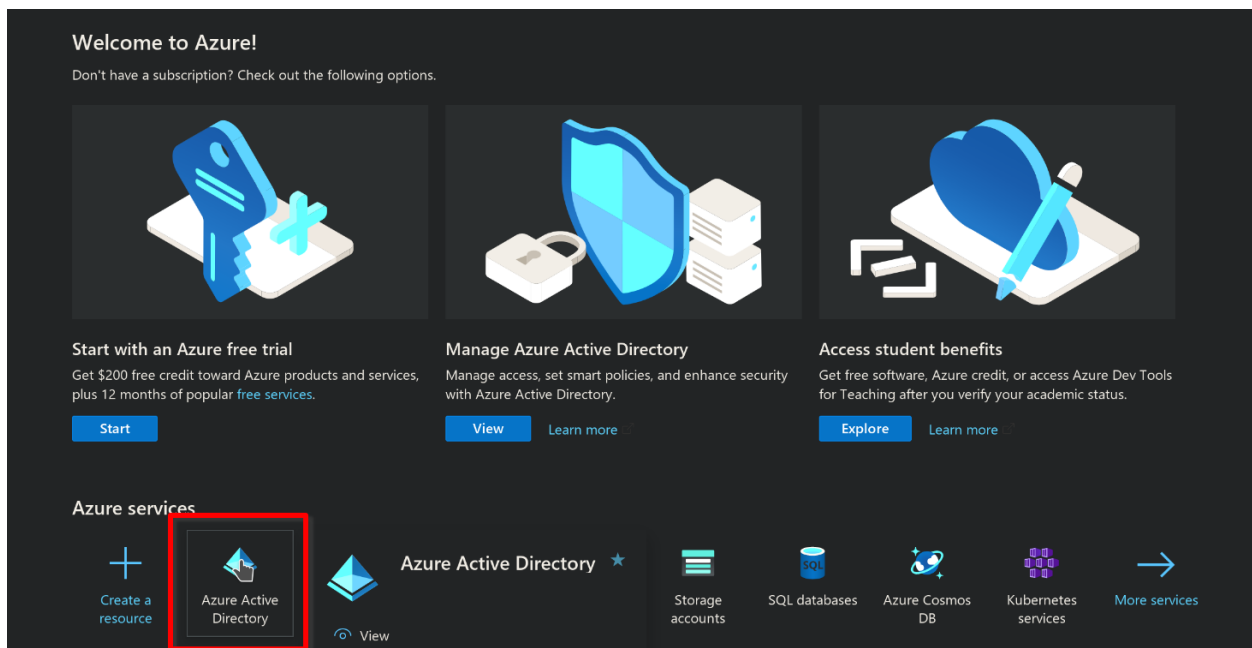 Welcome to Azure!
Don't have a subscription? Check out the following options.
Start with an Azure free trial
Get $200 free credit toward Azure products and services,
plus 12 months of popular free services.
Start
Manage Azure Active Directory
Manage access, set smart policies, and enhance security
with Azure Active Directory.
View
Learn more
Access student benefits
Get free software, Azure credit, or access Azure Dev Tools
for Teaching after you verify your academic status.
Explore
Learn more
Azure services
Create a
resource
Azure Active
Directory
Azure Active Directory
View
Storage
accounts
SQL
SQL databases
Azure Cosmos
DB
Kubernetes
services
More services